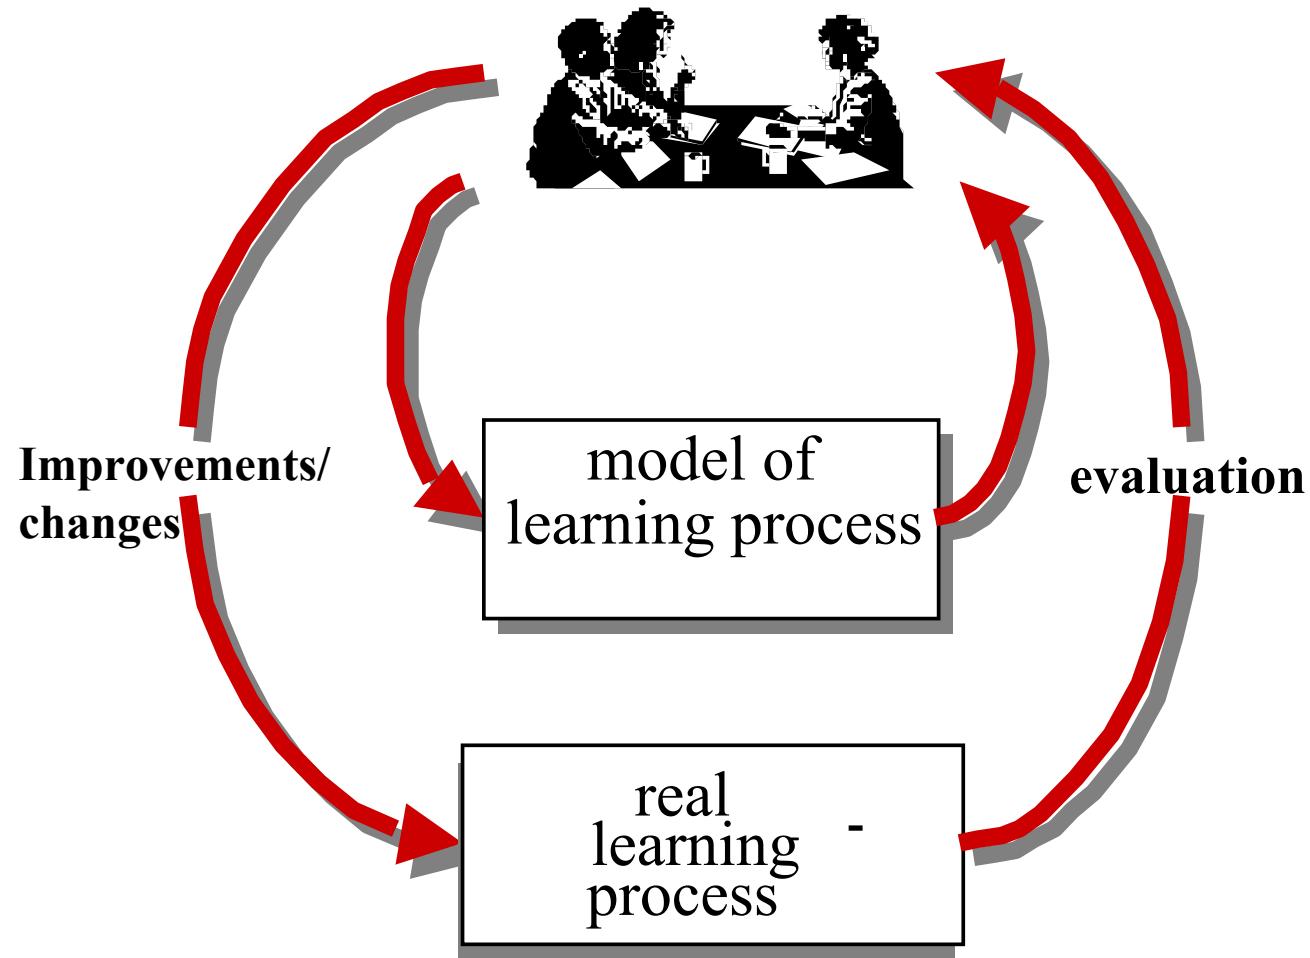 model of
learning process
Improvements/
changes
evaluation
real
learning -
process